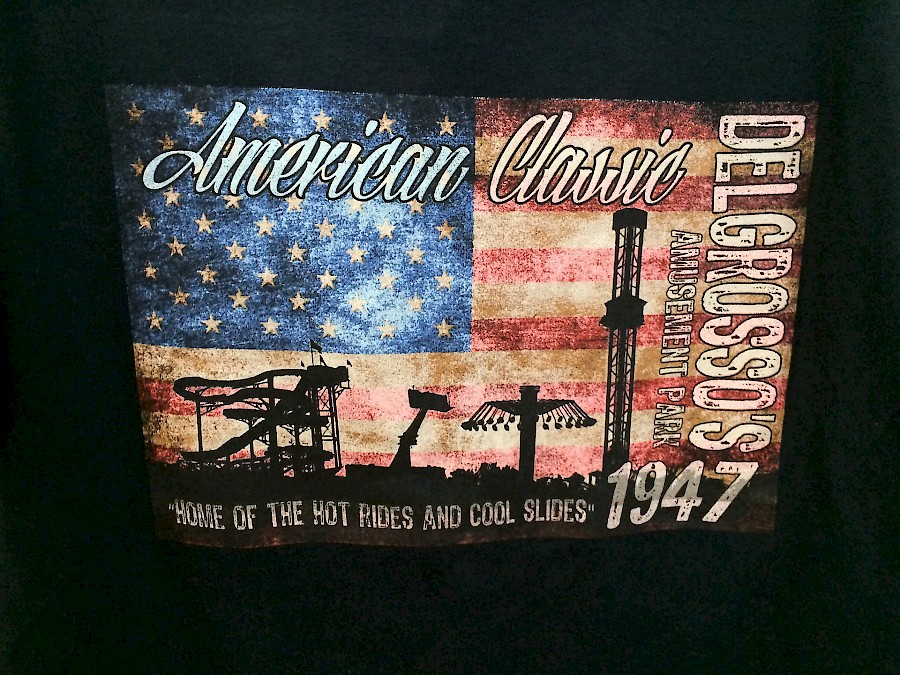 American Classic
DELGROSSO'S
AMUSEMENT PARK
1947
"HOME OF THE HOT RIDES AND COOL SLIDES"